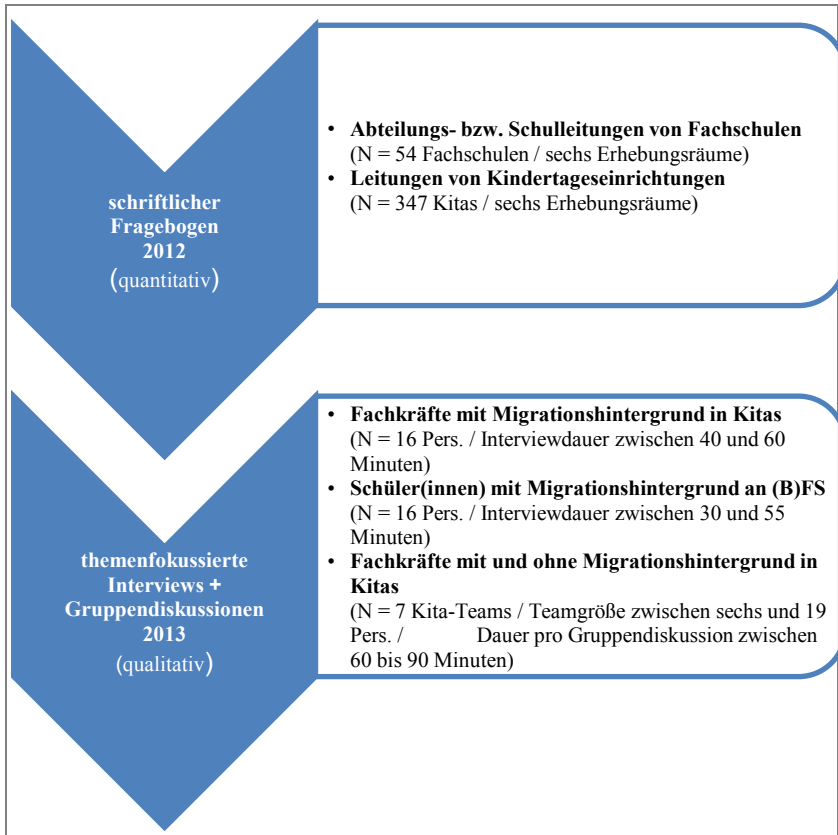 schriftlicher
Fragebogen
2012
(quantitativ)
• Abteilungs- bzw. Schulleitungen von Fachschulen
(N = 54 Fachschulen / sechs Erhebungsräume)
• Leitungen von Kindertageseinrichtungen
(N = 347 Kitas / sechs Erhebungsräume)
themenfokussierte
Interviews +
Gruppendiskussionen
2013
(qualitativ)
• Fachkräfte mit Migrationshintergrund in Kitas
(N = 16 Pers. / Interviewdauer zwischen 40 und 60
Minuten)
• Schüler(innen) mit Migrationshintergrund an (B)FS
(N = 16 Pers. / Interviewdauer zwischen 30 und 55
Minuten)
• Fachkräfte mit und ohne Migrationshintergrund in
Kitas
(N = 7 Kita-Teams / Teamgröße zwischen sechs und 19
Pers. / Dauer pro Gruppendiskussion zwischen
60 bis 90 Minuten)